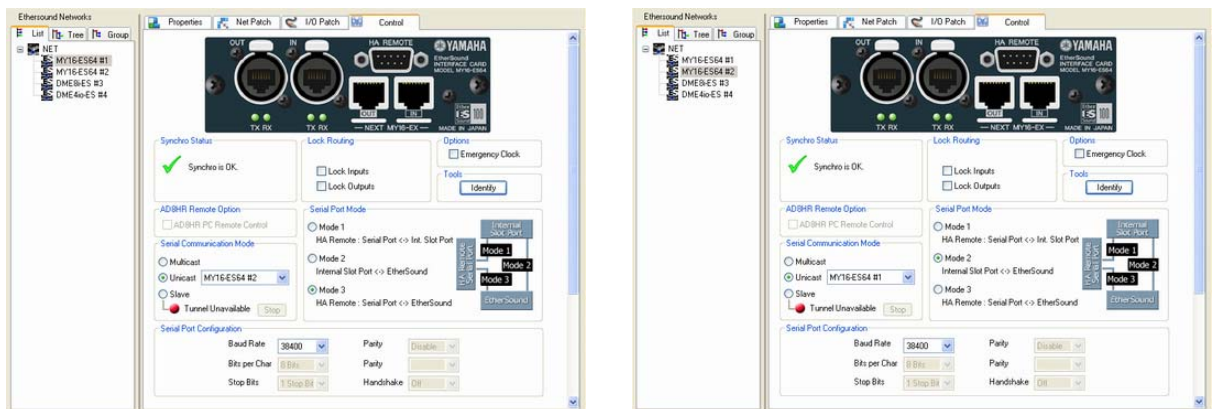 Ethersound Networks
List Tree Group
NET
MY16-ES64 #1
MY16-ES64 #2
DME8i-ES #3
DME4io-ES #4
Properties Net Patch I/O Patch Control
OUT IN HA REMOTE YAMAHA
EtherSound
INTERFACE CARD
MODEL MY16-ES64
OUT IN
ES 100
TX RX TX RX NEXT MY16-EX MADE IN JAPAN
Synchro Status
Synchro is OK.
Lock Routing
Lock Inputs
Lock Outputs
Options
Emergency Clock
Tools
Identify
AD8HR Remote Option
AD8HR PC Remote Control
Serial Communication Mode
Multicast
Unicast MY16-ES64 #2
Slave
Tunnel Unavailable Stop
Serial Port Mode
Mode 1
HA Remote : Serial Port <-> Int. Slot Port
Mode 2
Internal Slot Port <-> EtherSound
Mode 3
HA Remote : Serial Port <-> EtherSound
Internal
Slot Port
HA Remote
Serial Port
Mode 1
Mode 2
Mode 3
EtherSound
Serial Port Configuration
Baud Rate 38400 Parity Disable
Bits per Char 8 Bits Parity
Stop Bits 1 Stop Bit Handshake Off
Ethersound Networks
List Tree Group
NET
MY16-ES64 #1
MY16-ES64 #2
DME8i-ES #3
DME4io-ES #4
Properties Net Patch I/O Patch Control
OUT IN HA REMOTE YAMAHA
EtherSound
INTERFACE CARD
MODEL MY16-ES64
OUT IN
ES 100
TX RX TX RX NEXT MY16-EX MADE IN JAPAN
Synchro Status
Synchro is OK.
Lock Routing
Lock Inputs
Lock Outputs
Options
Emergency Clock
Tools
Identify
AD8HR Remote Option
AD8HR PC Remote Control
Serial Communication Mode
Multicast
Unicast MY16-ES64 #1
Slave
Tunnel Unavailable Stop
Serial Port Mode
Mode 1
HA Remote : Serial Port <-> Int. Slot Port
Mode 2
Internal Slot Port <-> EtherSound
Mode 3
HA Remote : Serial Port <-> EtherSound
Internal
Slot Port
HA Remote
Serial Port
Mode 1
Mode 2
Mode 3
EtherSound
Serial Port Configuration
Baud Rate 38400 Parity Disable
Bits per Char 8 Bits Parity
Stop Bits 1 Stop Bit Handshake Off